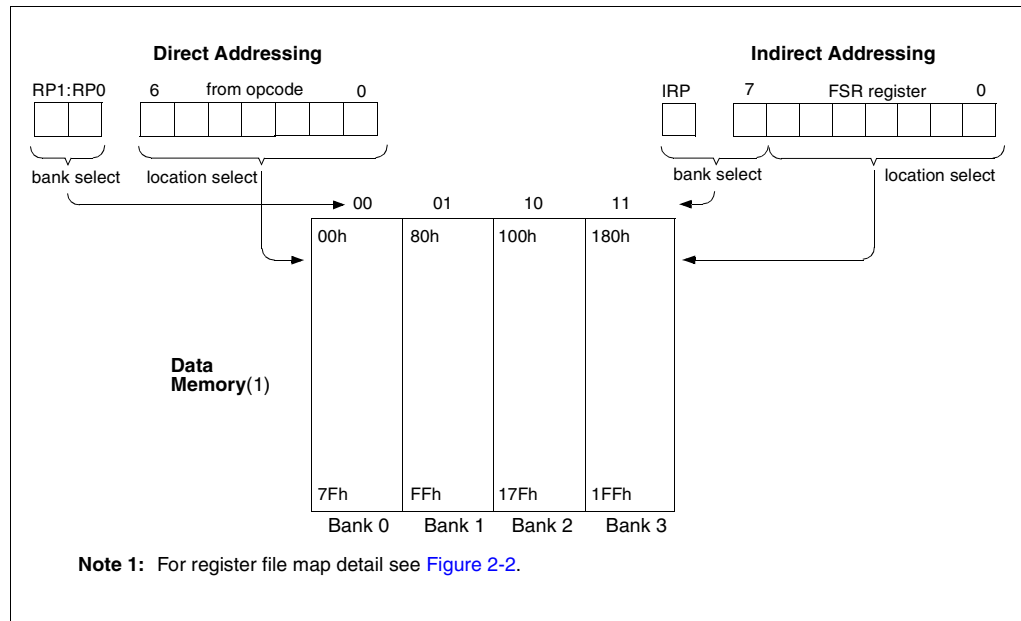 Direct Addressing
Indirect Addressing
RP1:RP0
6
from opcode
0
IRP
7
FSR register
0
bank select
location select
bank select
location select
00
01
10
11
00h
80h
100h
180h
Data
Memory(1)
7Fh
FFh
17Fh
1FFh
Bank 0
Bank 1
Bank 2
Bank 3
Note 1: For register file map detail see Figure 2-2.